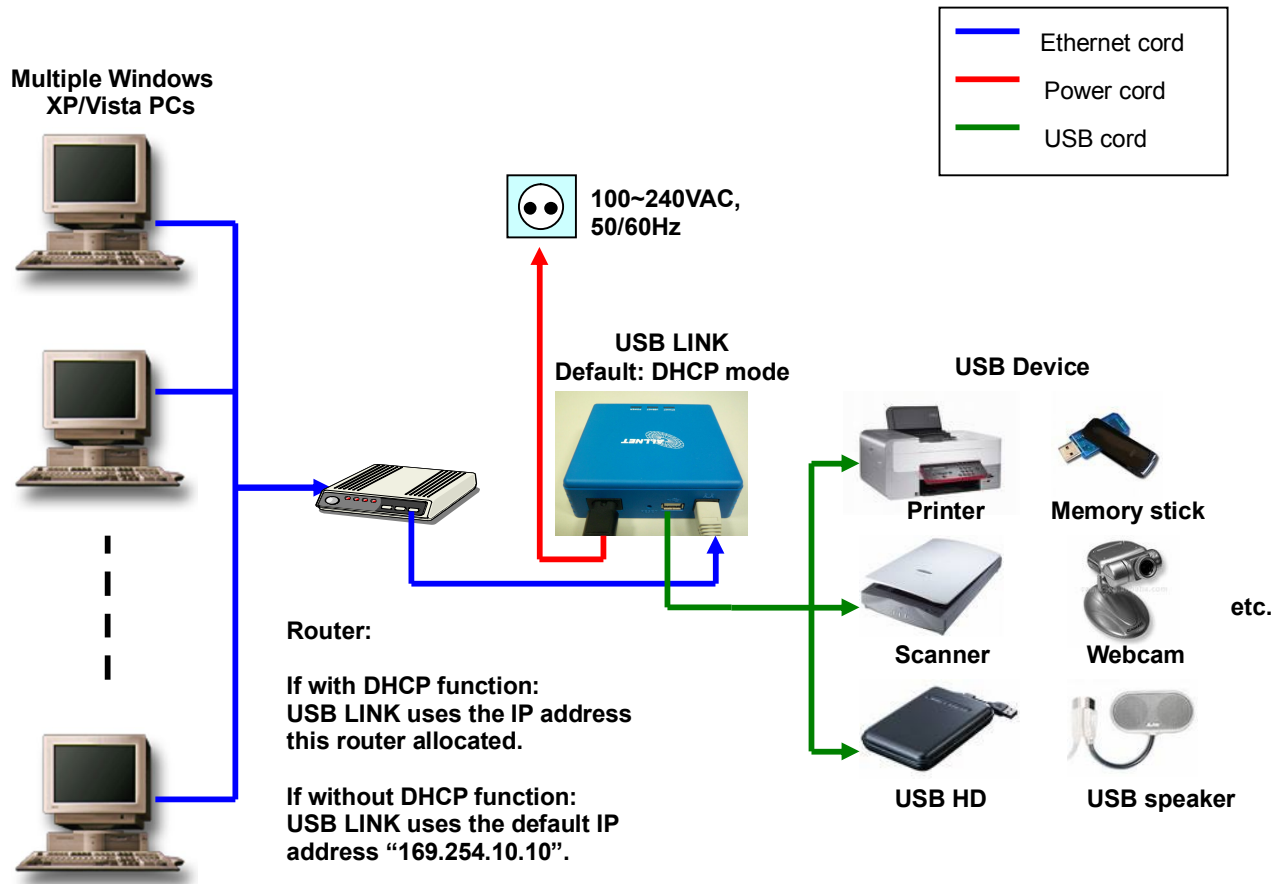 Ethernet cord
Power cord
USB cord
Multiple Windows
XP/Vista PCs
100~240VAC,
50/60Hz
USB LINK
Default: DHCP mode
ALLNET
USB Device
Printer
Memory stick
Scanner
Webcam
etc.
USB HD
USB speaker
Router:
If with DHCP function:
USB LINK uses the IP address
this router allocated.
If without DHCP function:
USB LINK uses the default IP
address “169.254.10.10”.